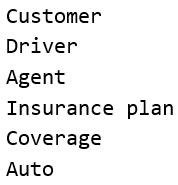 Customer
Driver
Agent
Insurance plan
Coverage
Auto